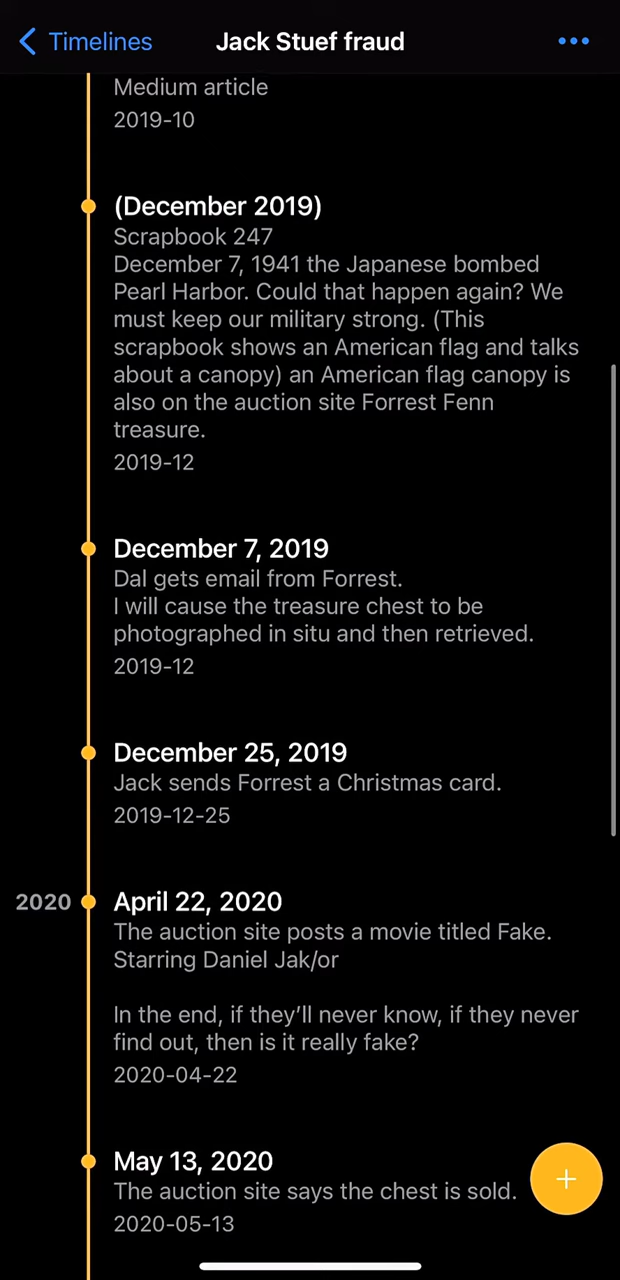 Timelines
Jack Stuef fraud
Medium article
2019-10
(December 2019)
Scrapbook 247
December 7, 1941 the Japanese bombed
Pearl Harbor. Could that happen again? We
must keep our military strong. (This
scrapbook shows an American flag and talks
about a canopy) an American flag canopy is
also on the auction site Forrest Fenn
treasure.
2019-12
December 7, 2019
Dal gets email from Forrest.
I will cause the treasure chest to be
photographed in situ and then retrieved.
2019-12
December 25, 2019
Jack sends Forrest a Christmas card.
2019-12-25
2020
April 22, 2020
The auction site posts a movie titled Fake.
Starring Daniel Jak/or
In the end, if they’ll never know, if they never
find out, then is it really fake?
2020-04-22
May 13, 2020
The auction site says the chest is sold.
2020-05-13